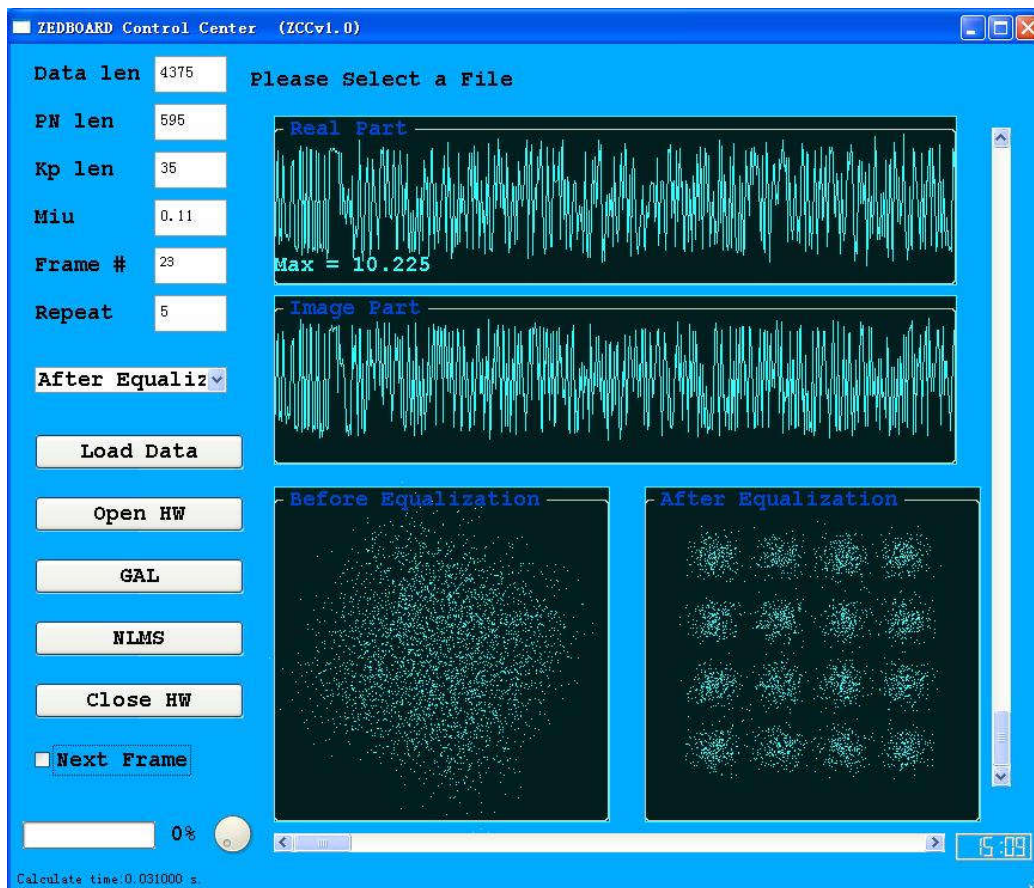 ZEDBOARD Control Center (ZCCv1.0)
Data len 4375
Please Select a File
PN len 595
Kp len 35
Miu 0.11
Frame # 23
Repeat 5
After Equaliz
Load Data
Open HW
GAL
NLMS
Close HW
Next Frame
0%
Calculate time:0.031000 s.
Real Part
Max = 10.225
Image Part
Before Equalization
After Equalization
15:09